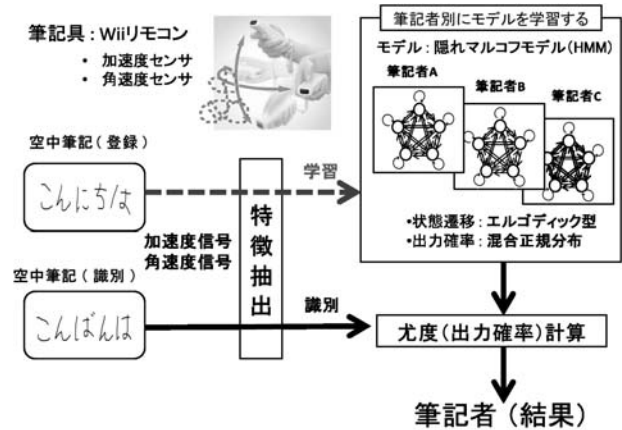 筆記具：Wiiリモコン
• 加速度センサ
• 角速度センサ
空中筆記（登録）
こんにちは
空中筆記（識別）
こんばんは
加速度信号
角速度信号
特徴抽出
学習
識別
筆記者別にモデルを学習する
モデル：隠れマルコフモデル（HMM）
筆記者A
筆記者B
筆記者C
•状態遷移：エルゴディック型
•出力確率：混合正規分布
尤度（出力確率）計算
筆記者（結果）